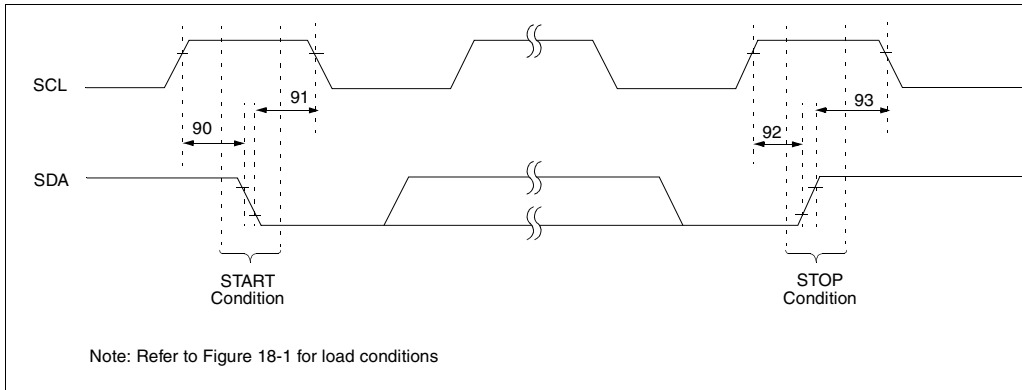 SCL
91
93
90
92
SDA
START
Condition
STOP
Condition
Note: Refer to Figure 18-1 for load conditions